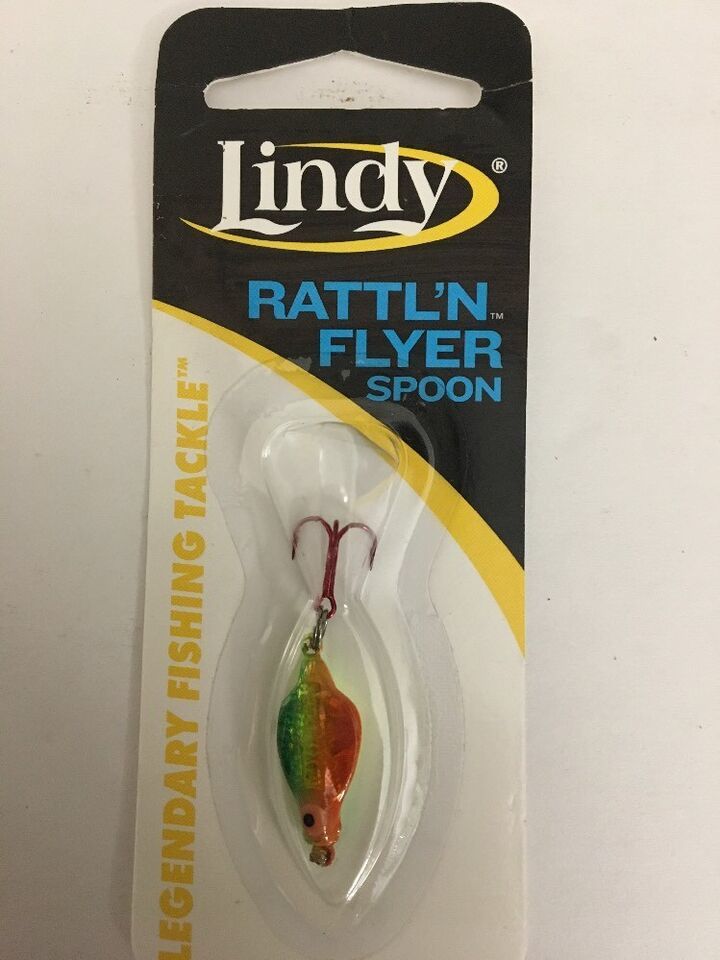 Lindy®
RATTL'N™
FLYER
SPOON
LEGENDARY FISHING TACKLE™